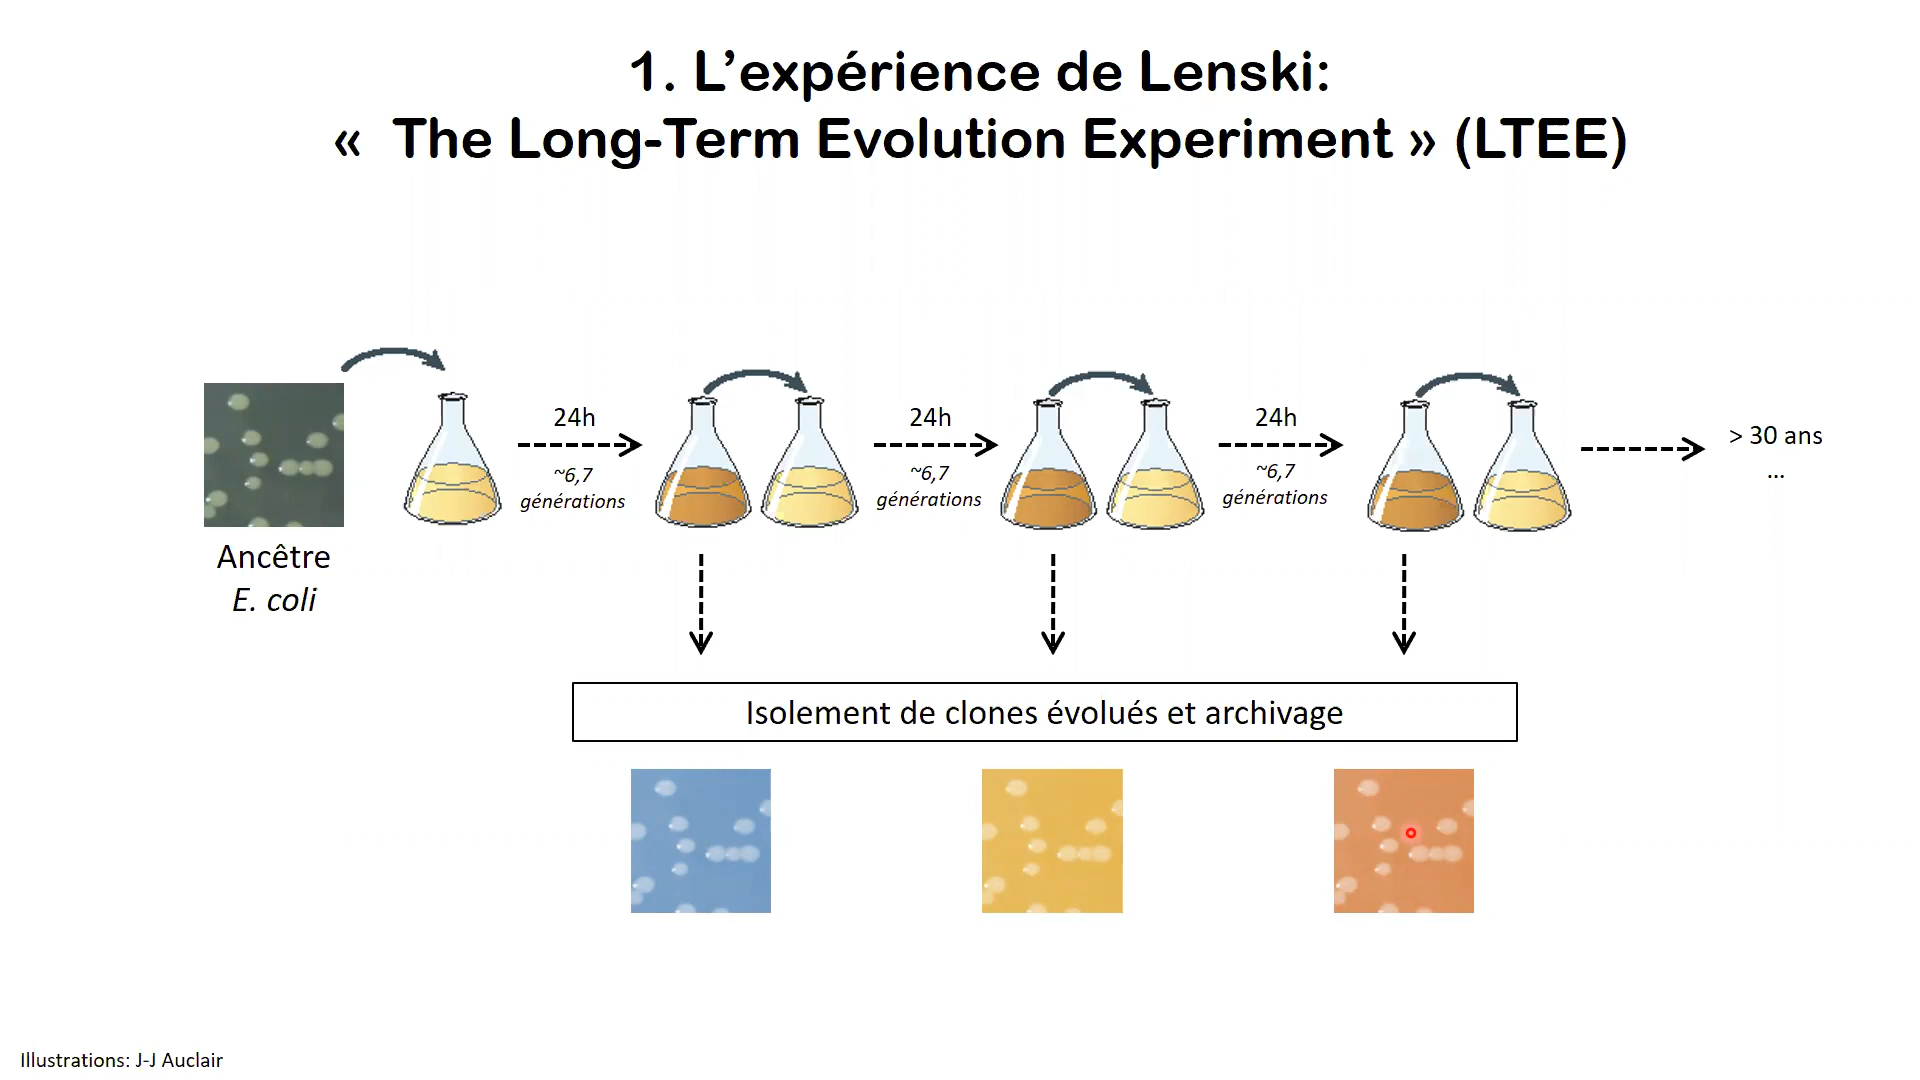 1. L’expérience de Lenski:
«  The Long-Term Evolution Experiment » (LTEE)
24h
~6,7
générations
24h
~6,7
générations
24h
~6,7
générations
> 30 ans
...
Ancêtre
E. coli
Isolement de clones évolués et archivage
Illustrations: J-J Auclair